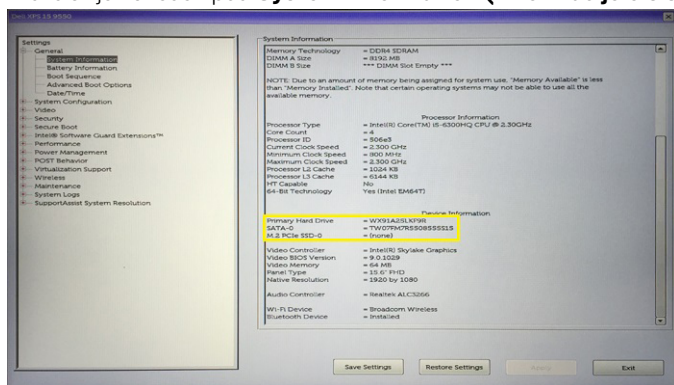 Dell XPS 15 9550
Settings
General
System Information
Battery Information
Boot Sequence
Advanced Boot Options
Date/Time
System Configuration
Video
Security
Secure Boot
Intel® Software Guard Extensions™
Performance
Power Management
POST Behavior
Virtualization Support
Wireless
Maintenance
System Logs
SupportAssist System Resolution
System Information
Memory Technology = DDR4 SDRAM
DIMM A Size = 8192 MB
DIMM B Size *** DIMM Slot Empty ***
NOTE: Due to an amount of memory being assigned for system use, "Memory Available" is less
than "Memory Installed". Note that certain operating systems may not be able to use all the
available memory.
Processor Information
Processor Type = Intel(R) Core(TM) i5-6300HQ CPU @ 2.30GHz
Core Count = 4
Processor ID = 506e3
Current Clock Speed = 2.300 GHz
Minimum Clock Speed = 800 MHz
Maximum Clock Speed = 2.300 GHz
Processor L2 Cache = 1024 KB
Processor L3 Cache = 6144 KB
HT Capable No
64-Bit Technology Yes (Intel EM64T)
Device Information
Primary Hard Drive
SATA-0
M.2 PCIe SSD-0 = (none)
Video Controller = Intel(R) Skylake Graphics
Video BIOS Version = 9.0.1029
Video Memory = 64 MB
Panel Type = 15.6" FHD
Native Resolution = 1920 by 1080
Audio Controller = Realtek ALC3266
Wi-Fi Device = Broadcom Wireless
Bluetooth Device = Installed
Save Settings
Restore Settings
Apply
Exit